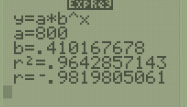 ExpReg
y=a*b^x
a=800
b=.410167678
r²=.9642857143
r=-.9819805061